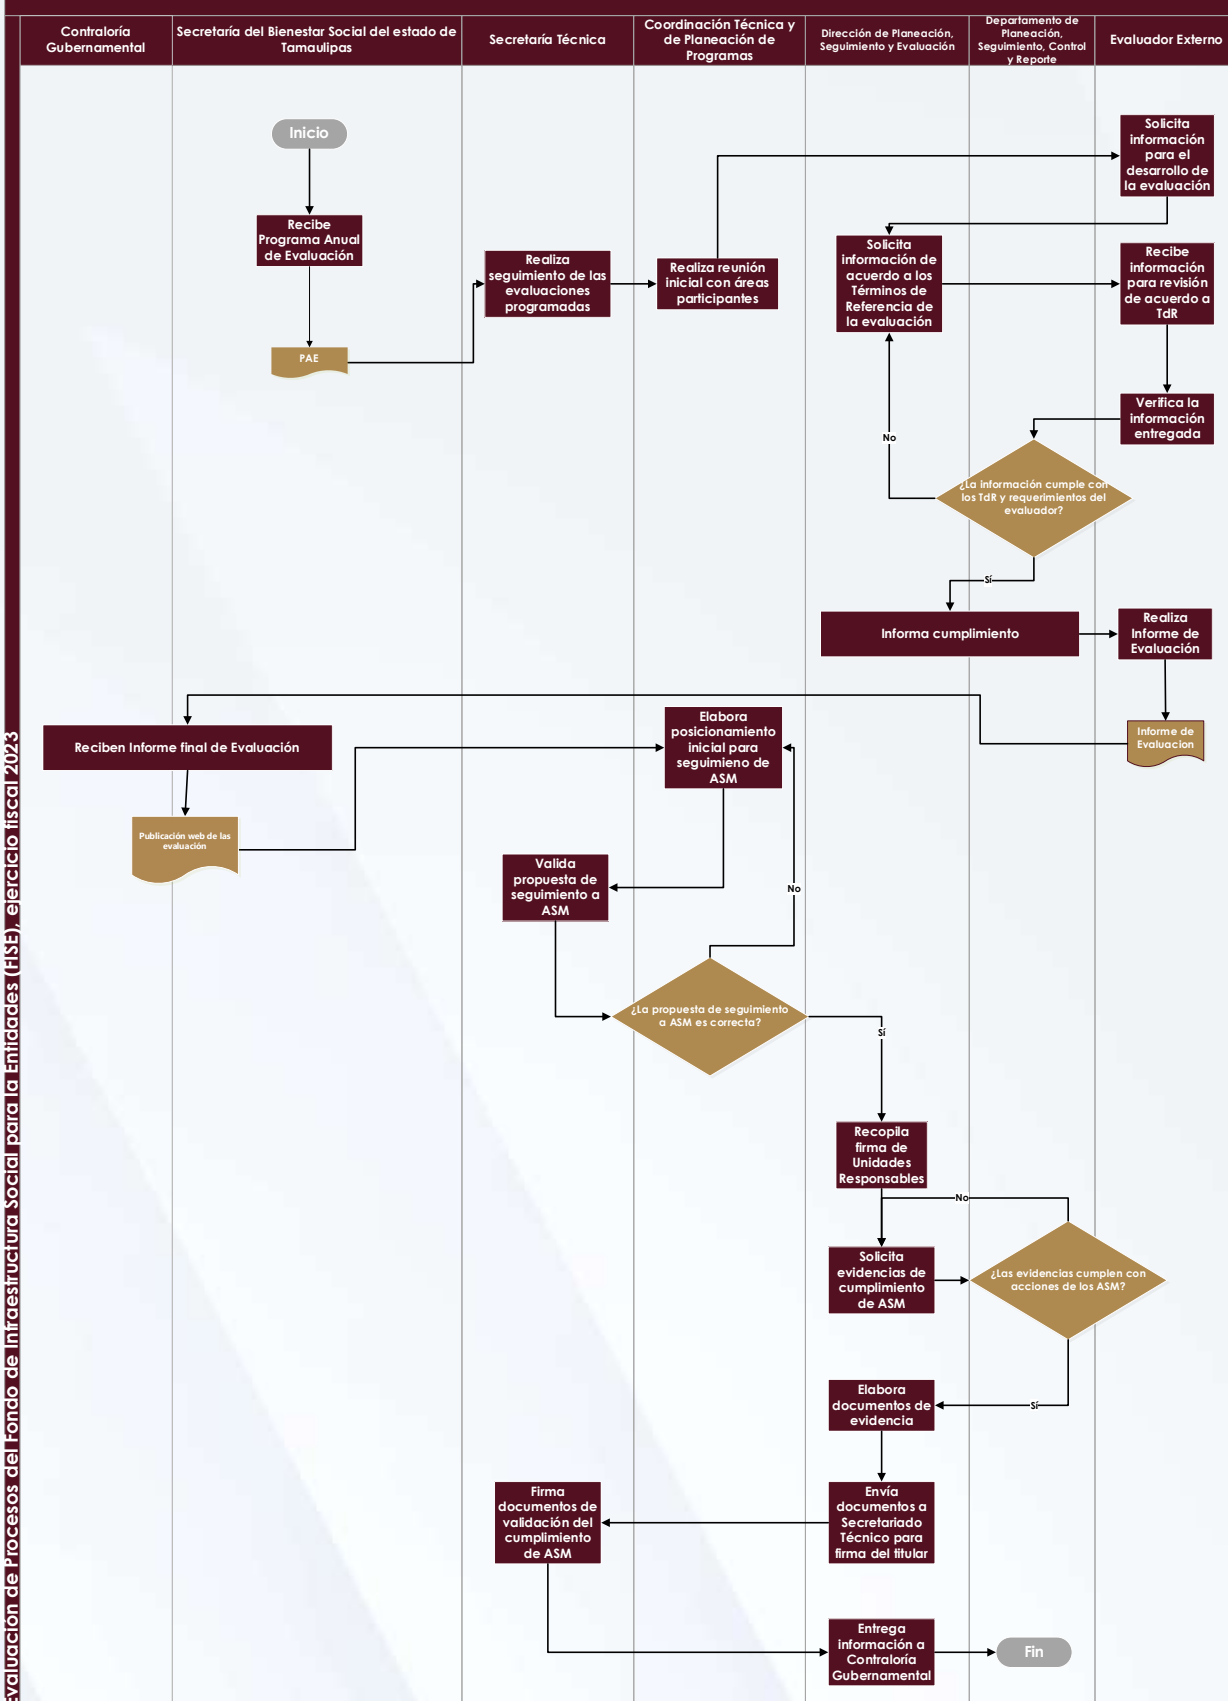 Contraloría
Gubernamental
Secretaría del Bienestar Social del estado de
Tamaulipas
Secretaría Técnica
Coordinación Técnica y
de Planeación de
Programas
Dirección de Planeación,
Seguimiento y Evaluación
Departamento de
Planeación,
Seguimiento, Control
y Reporte
Evaluador Externo
Inicio
Recibe
Programa Anual
de Evaluación
PAE
Realiza
seguimiento de las
evaluaciones
programadas
Realiza reunión
inicial con áreas
participantes
Solicita
información
para el
desarrollo de
la evaluación
Solicita
información de
acuerdo a los
Términos de
Referencia de
la evaluación
Recibe
información
para revisión
de acuerdo a
TdR
Verifica la
información
entregada
No
¿La información cumple con
los TdR y requerimientos del
evaluador?
Sí
Informa cumplimiento
Realiza
Informe de
Evaluación
Informe de
Evaluacion
Reciben Informe final de Evaluación
Publicación web de las
evaluación
Elabora
posicionamiento
inicial para
seguimieno de
ASM
Valida
propuesta de
seguimiento a
ASM
No
¿La propuesta de seguimiento
a ASM es correcta?
Sí
Recopila
firma de
Unidades
Responsables
No
Solicita
evidencias de
cumplimiento
de ASM
¿Las evidencias cumplen con
acciones de los ASM?
Sí
Elabora
documentos de
evidencia
Envía
documentos a
Secretariado
Técnico para
firma del titular
Firma
documentos de
validación del
cumplimiento
de ASM
Entrega
información a
Contraloría
Gubernamental
Fin
Evaluación de Procesos del Fondo de Infraestructura Social para la Entidades (FISE), ejercicio fiscal 2023